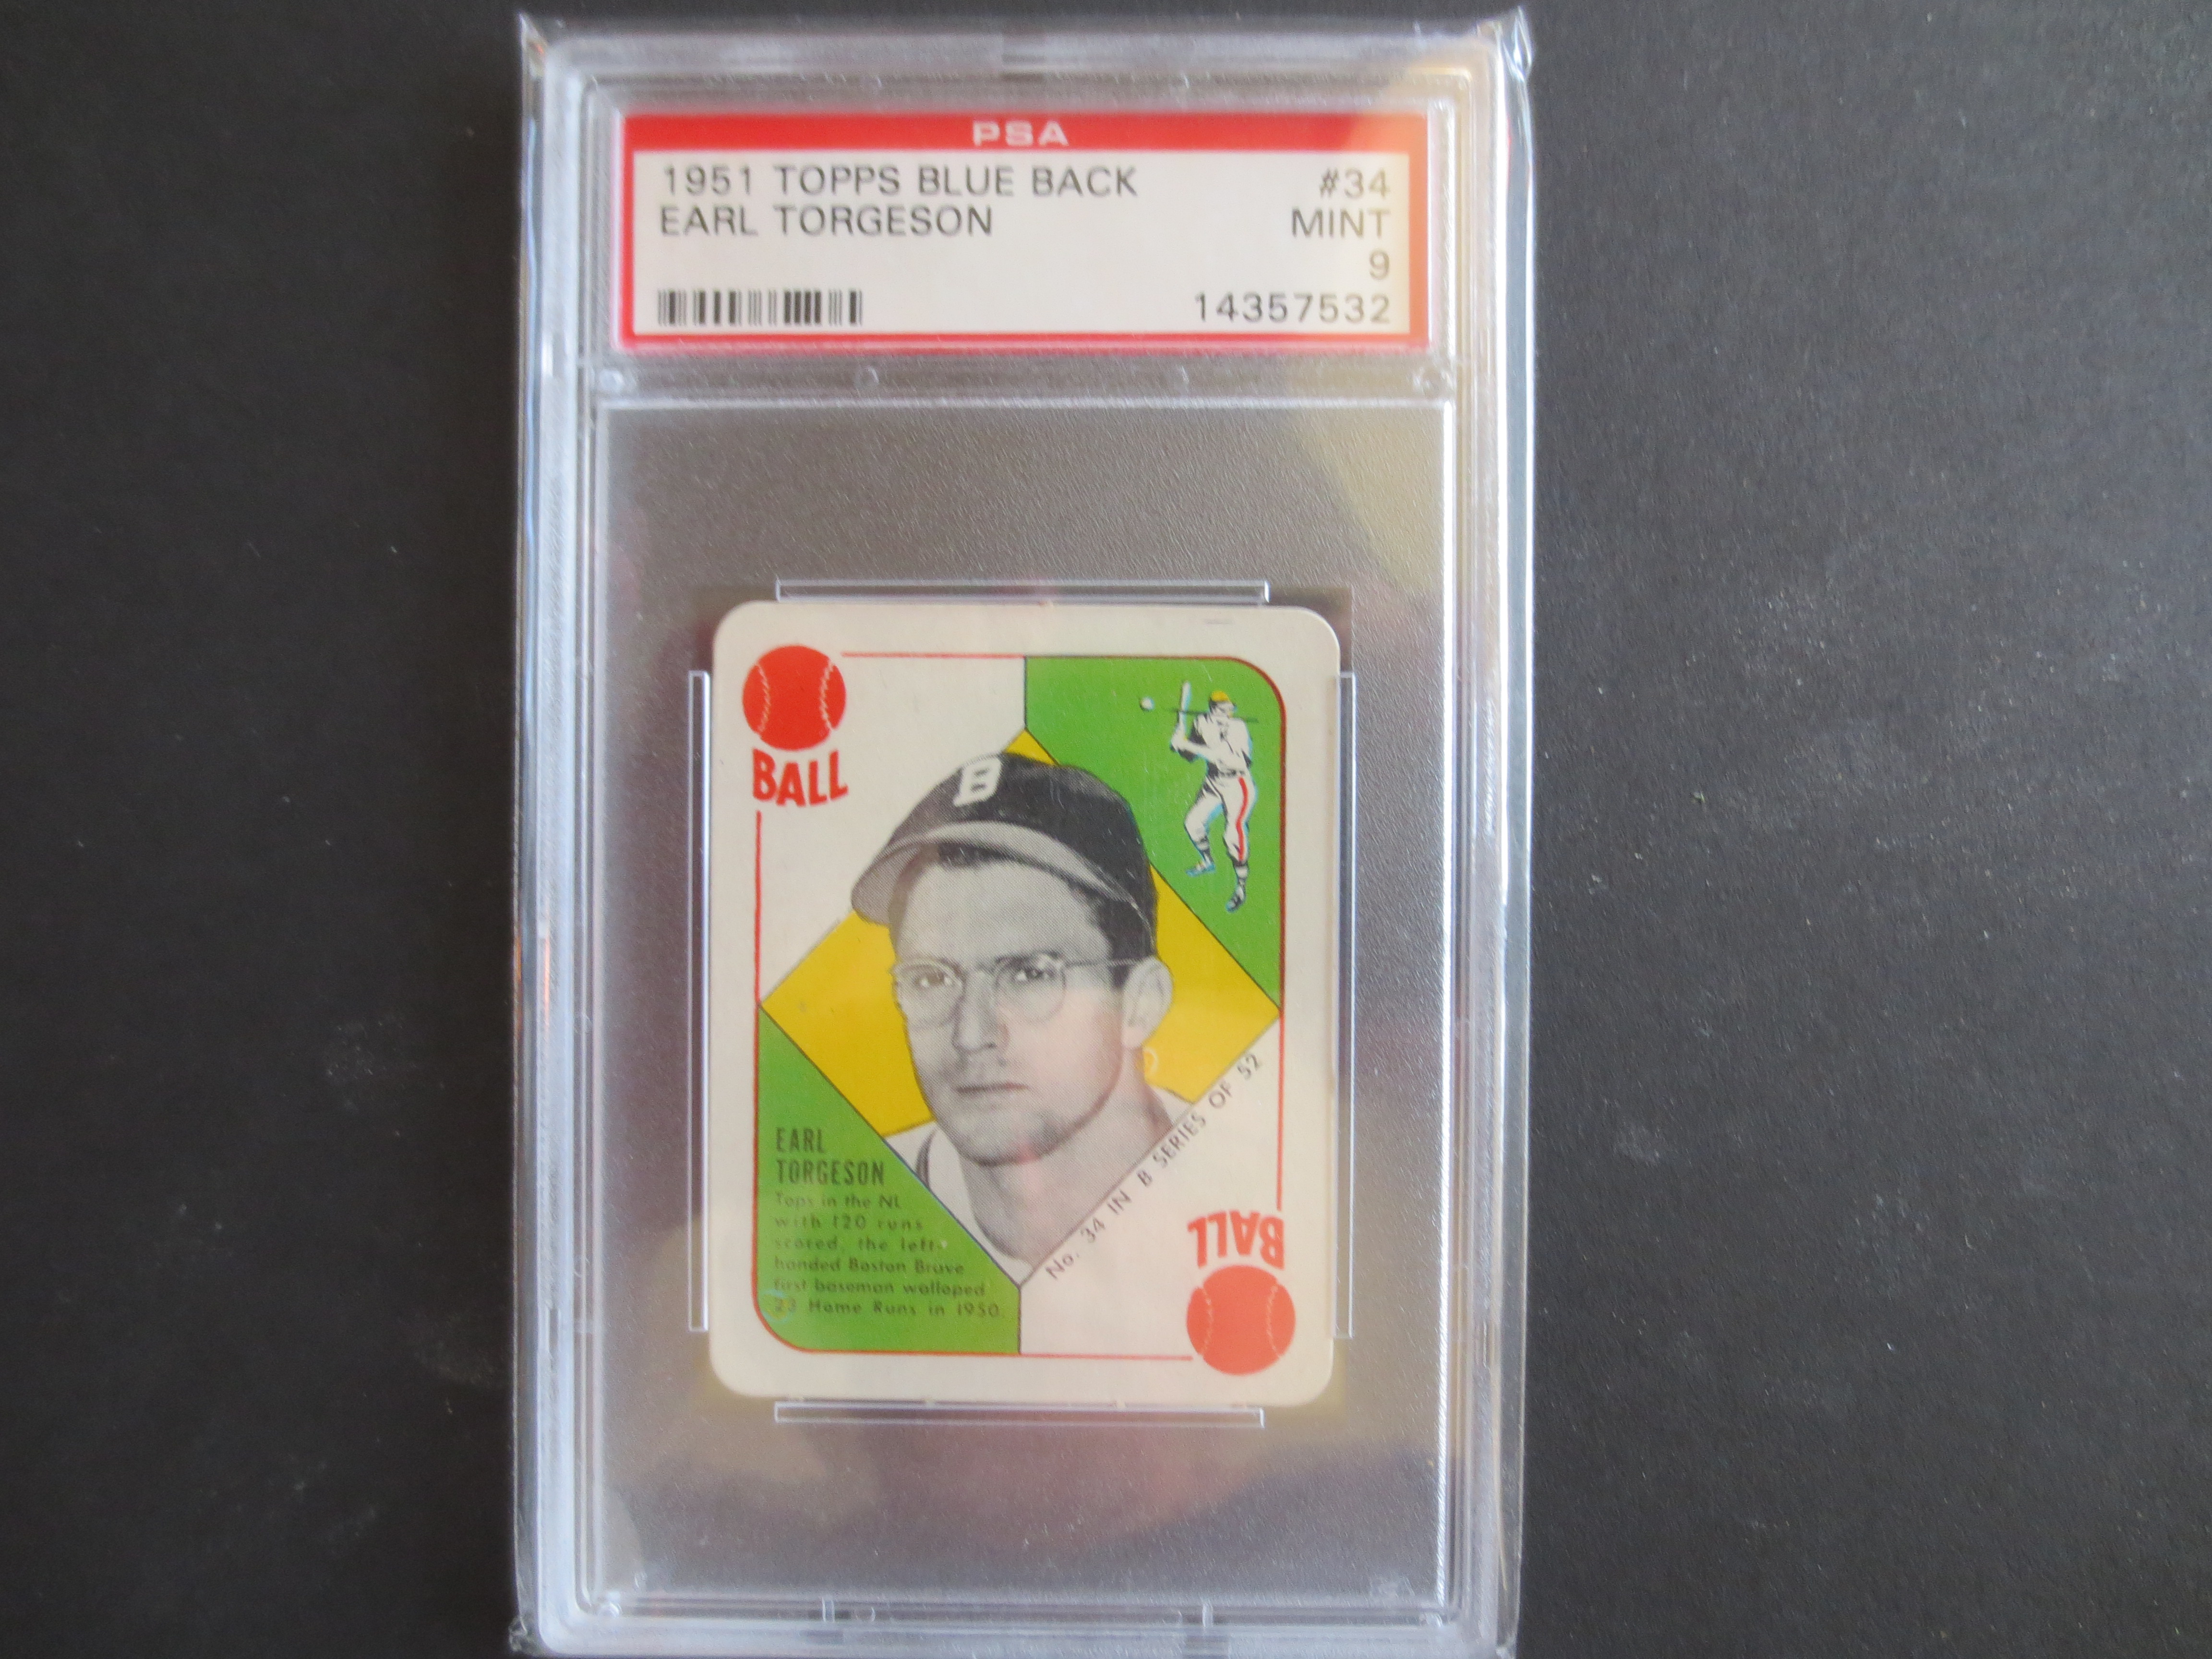 PSA
1951 TOPPS BLUE BACK #34
EARL TORGESON MINT
9
14357532
BALL
B
EARL
TORGESON
Tops in the NL
with 120 runs
scored, the left-
handed Boston Brave
first baseman walloped
23 Home Runs in 1950.
No. 34 IN B SERIES OF 52
BALL